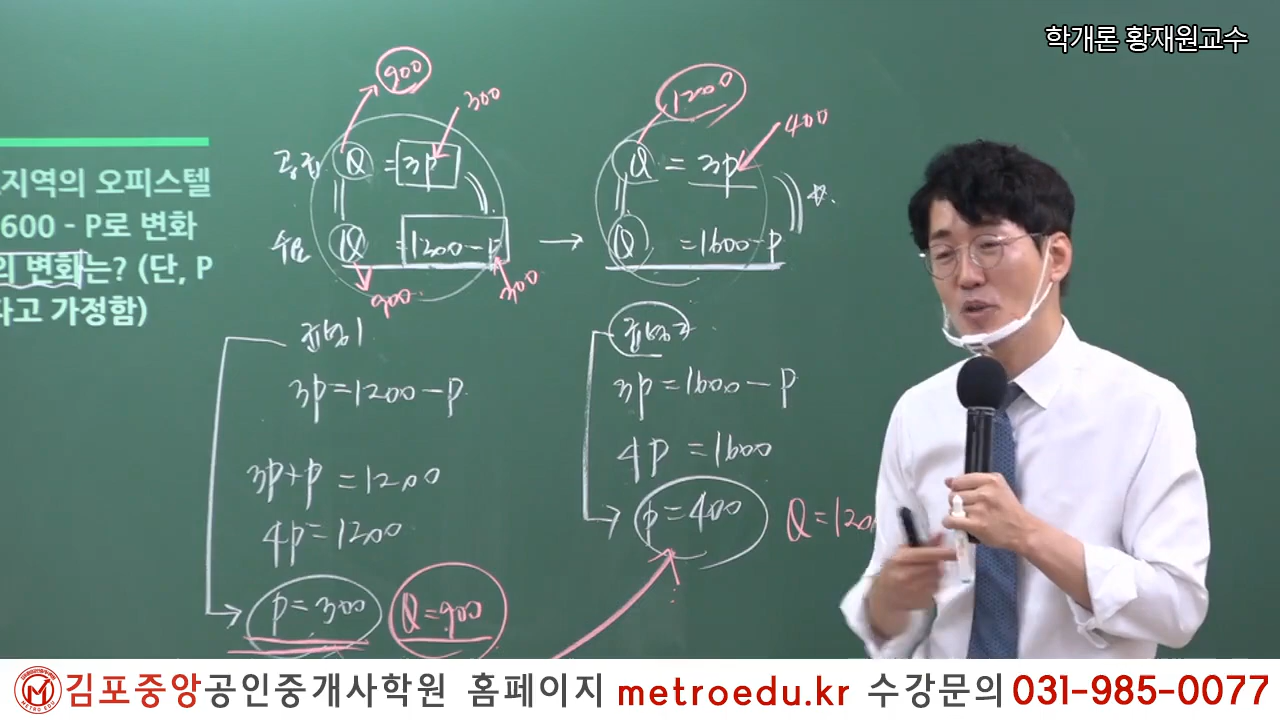 학개론 황재원교수
지역의 오피스텔
600 - P로 변화
의 변화는? (단, P
다고 가정함)
900
300
공급 Q = 3P
수요 Q = 1200-P
900
300
균형1
3P=1200-P
3P+P=1200
4P=1200
P=300 Q=900
→
1200
400
Q = 3P
Q = 1600-P
균형2
3P=1600-P
4P=1600
P=400 Q=120
METRO EDU
김포중앙공인중개사학원 홈페이지 metroedu.kr 수강문의 031-985-0077